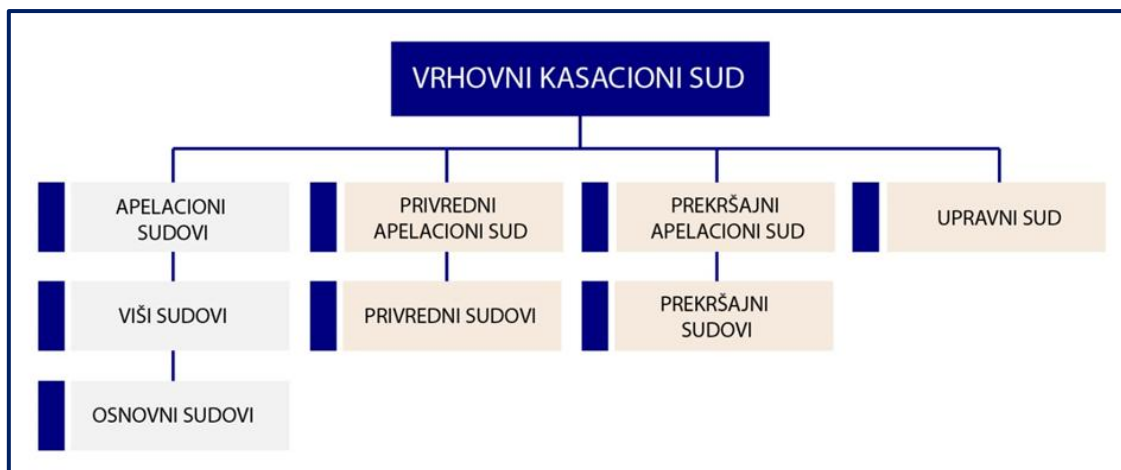 VRHOVNI KASACIONI SUD
APELACIONI
SUDOVI
PRIVREDNI
APELACIONI SUD
PREKRŠAJNI
APELACIONI SUD
UPRAVNI SUD
VIŠI SUDOVI
PRIVREDNI SUDOVI
PREKRŠAJNI
SUDOVI
OSNOVNI SUDOVI